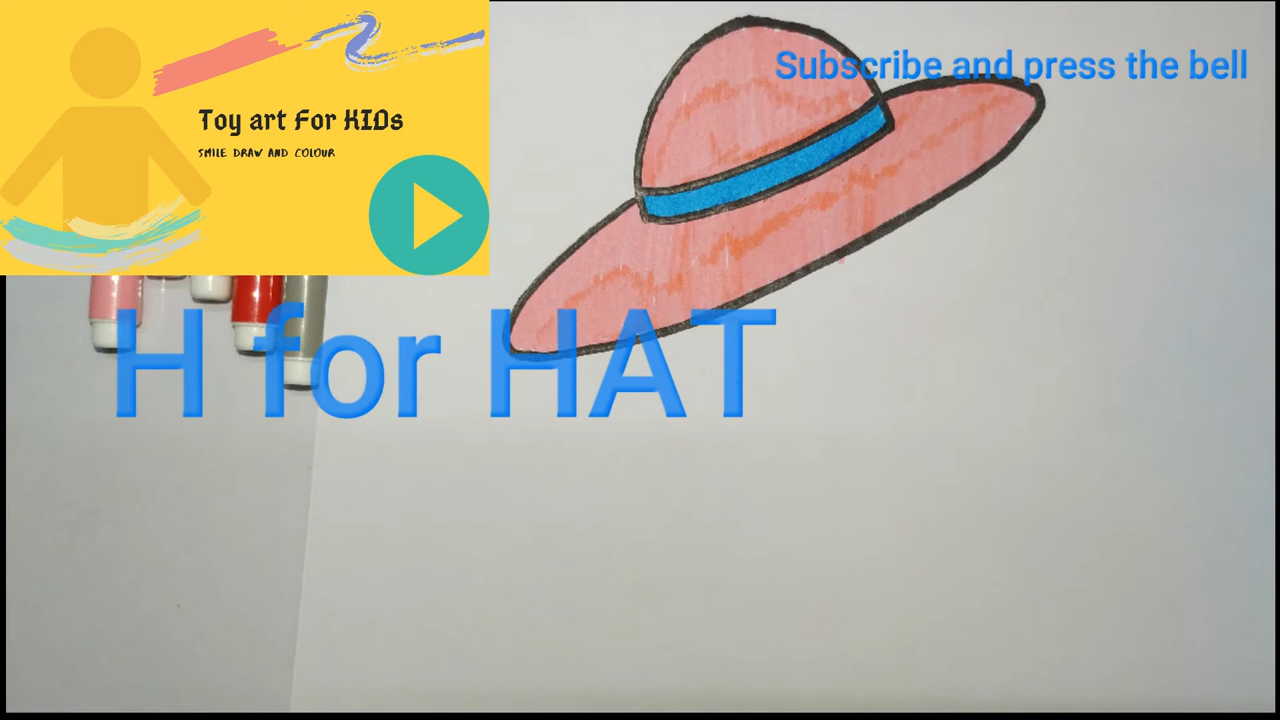 Toy art For KIDs
SMILE DRAW AND COLOUR
Subscribe and press the bell
H for HAT